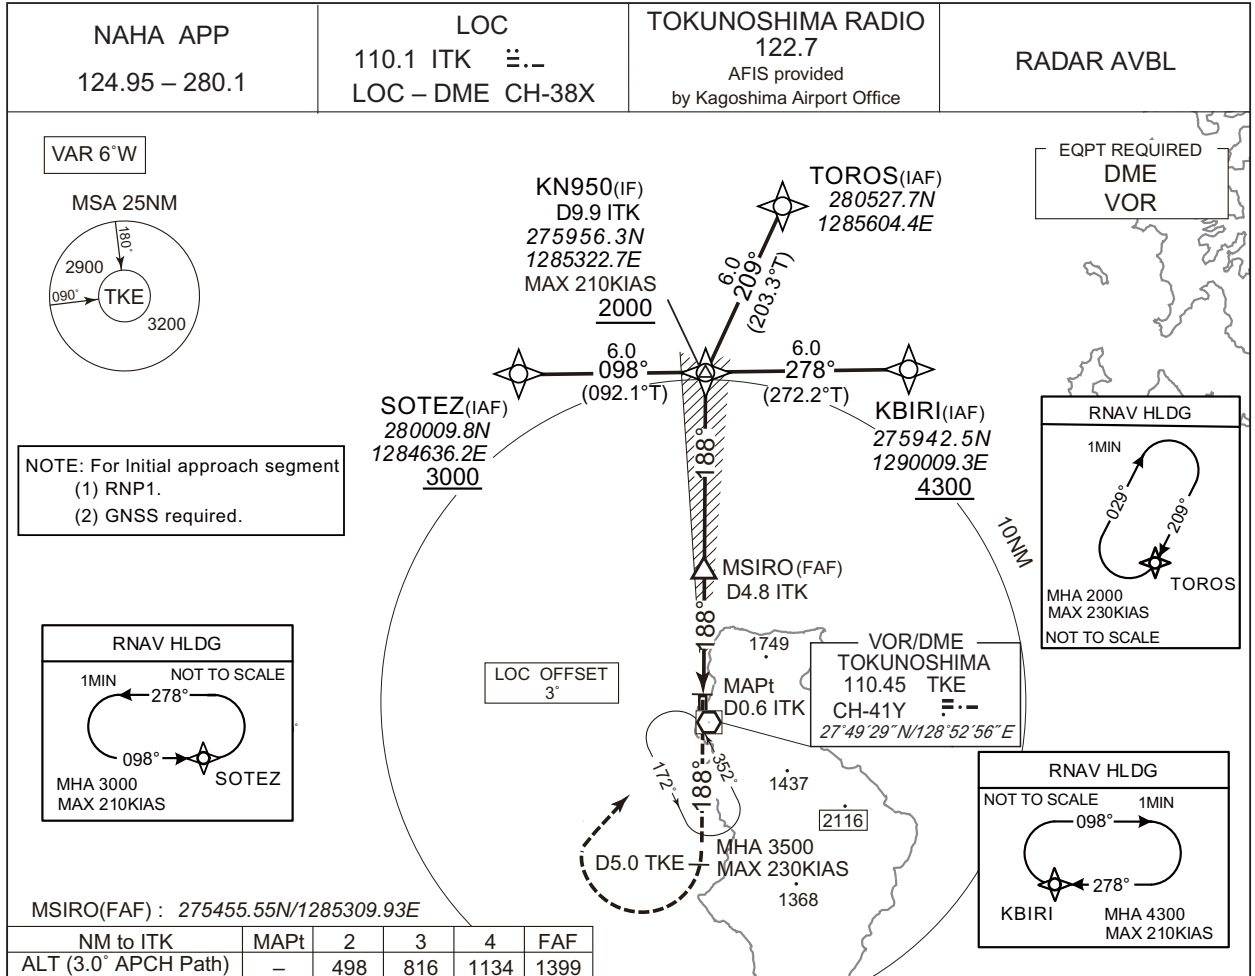 NAHA APP
124.95 – 280.1
LOC
110.1 ITK
LOC – DME CH-38X
TOKUNOSHIMA RADIO
122.7
AFIS provided
by Kagoshima Airport Office
RADAR AVBL
VAR 6°W
MSA 25NM
180°
2900
090°
TKE
3200
KN950(IF)
D9.9 ITK
275956.3N
1285322.7E
MAX 210KIAS
2000
TOROS(IAF)
280527.7N
1285604.4E
6.0
209°
(203.3°T)
EQPT REQUIRED
DME
VOR
6.0
098°
(092.1°T)
6.0
278°
(272.2°T)
SOTEZ(IAF)
280009.8N
1284636.2E
3000
KBIRI(IAF)
275942.5N
1290009.3E
4300
NOTE: For Initial approach segment
(1) RNP1.
(2) GNSS required.
188°
10NM
RNAV HLDG
1MIN
029°
209°
TOROS
MHA 2000
MAX 230KIAS
NOT TO SCALE
MSIRO(FAF)
D4.8 ITK
188°
RNAV HLDG
NOT TO SCALE
1MIN
278°
098°
SOTEZ
MHA 3000
MAX 210KIAS
LOC OFFSET
3°
1749
MAPt
D0.6 ITK
VOR/DME
TOKUNOSHIMA
110.45 TKE
CH-41Y
27°49´29˝N/128°52´56˝E
172°
352°
188°
1437
2116
D5.0 TKE
MHA 3500
MAX 230KIAS
1368
RNAV HLDG
NOT TO SCALE
1MIN
098°
278°
KBIRI
MHA 4300
MAX 210KIAS
MSIRO(FAF) : 275455.55N/1285309.93E
NM to ITK MAPt 2 3 4 FAF
ALT (3.0° APCH Path) – 498 816 1134 1399